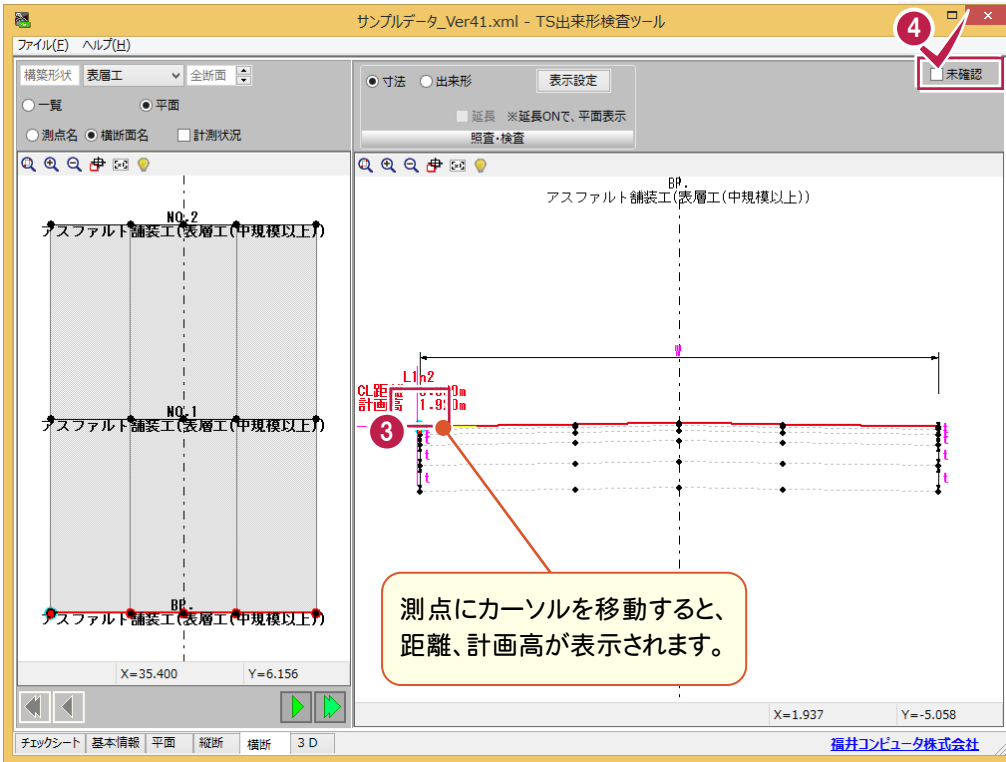 サンプルデータ_Ver41.xml - TS出来形検査ツール
4
ファイル(F) ヘルプ(H)
構築形状 表層工 全断面
一覧 平面
測点名 横断面名 計測状況
寸法 出来形 表示設定
延長 ※延長ONで、平面表示
照査・検査
未確認
NO.2
アスファルト舗装工(表層工(中規模以上))
NO.1
アスファルト舗装工(表層工(中規模以上))
BP.
アスファルト舗装工(表層工(中規模以上))
X=35.400 Y=6.156
BP.
アスファルト舗装工(表層工(中規模以上))
W
L1n2
CL距離
計画高
3
t
t
t
t
t
t
測点にカーソルを移動すると、
距離、計画高が表示されます。
X=1.937 Y=-5.058
チェックシート 基本情報 平面 縦断 横断 3D
福井コンピュータ株式会社